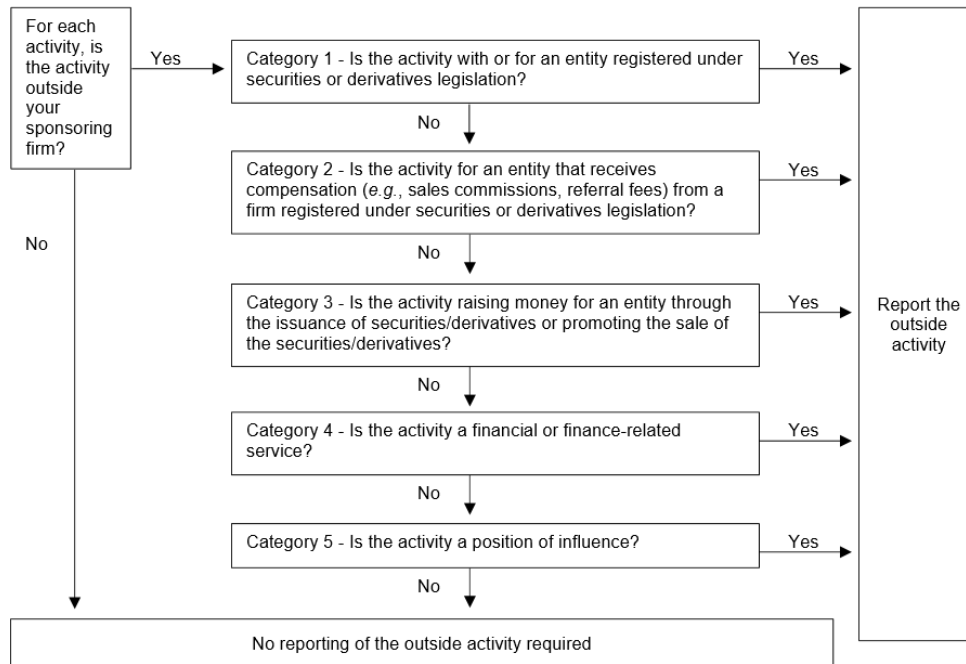 For each
activity, is
the activity
outside
your
sponsoring
firm?
Yes
Category 1 - Is the activity with or for an entity registered under
securities or derivatives legislation?
Yes
No
Category 2 - Is the activity for an entity that receives
compensation (e.g., sales commissions, referral fees) from a
firm registered under securities or derivatives legislation?
Yes
No
No
Category 3 - Is the activity raising money for an entity through
the issuance of securities/derivatives or promoting the sale of
the securities/derivatives?
Yes
Report the
outside
activity
No
Category 4 - Is the activity a financial or finance-related
service?
Yes
No
Category 5 - Is the activity a position of influence?
Yes
No
No reporting of the outside activity required